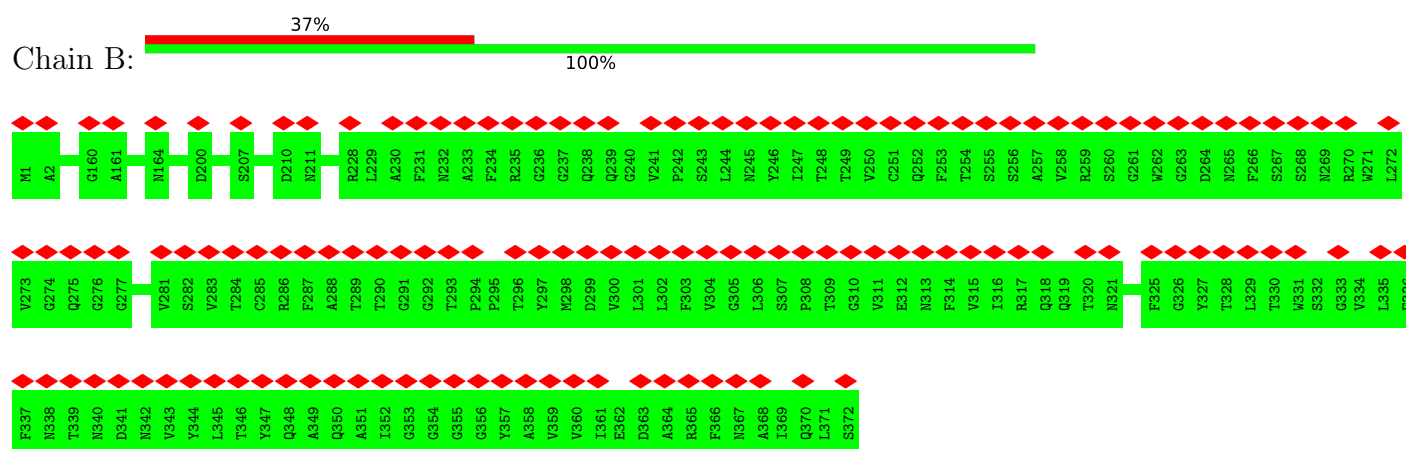 37%
Chain B:
100%
M1 A2 G160 A161 N164 D200 S207 D210 N211 R228 L229 A230 F231 N232 A233 F234 R235 G236 G237 Q238 Q239 G240 V241 P242 S243 L244 N245 Y246 I247 T248 T249 V250 C251 Q252 F253 T254 S255 S256 A257 V258 R259 S260 G261 W262 G263 D264 N265 F266 S267 S268 N269 R270 W271 L272
V273 G274 Q275 G276 G277 V281 S282 V283 T284 C285 R286 F287 A288 T289 T290 G291 G292 T293 P294 P295 T296 Y297 M298 D299 V300 L301 L302 F303 V304 G305 L306 S307 P308 T309 G310 V311 E312 N313 F314 V315 I316 R317 Q318 Q319 T320 N321 F325 G326 Y327 T328 L329 T330 W331 S332 G333 V334 L335
F337 N338 T339 N340 D341 N342 V343 Y344 L345 T346 Y347 Q348 A349 Q350 A351 I352 G353 G354 G355 G356 Y357 A358 V359 V360 I361 E362 D363 A364 R365 F366 N367 A368 I369 Q370 L371 S372